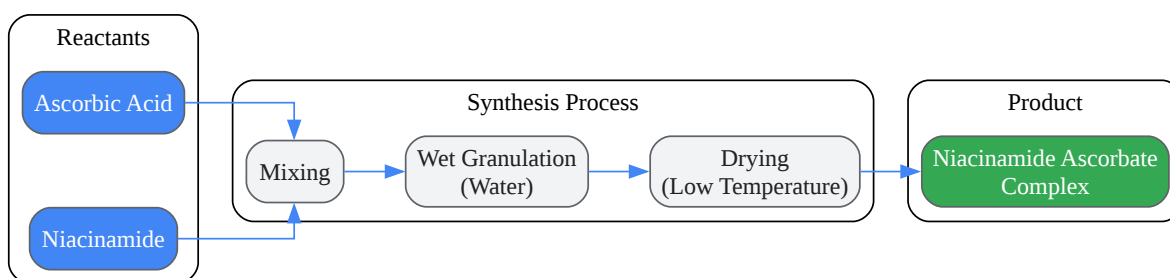 Reactants
Ascorbic Acid
Niacinamide
Synthesis Process
Mixing
Wet Granulation
(Water)
Drying
(Low Temperature)
Product
Niacinamide Ascorbate
Complex